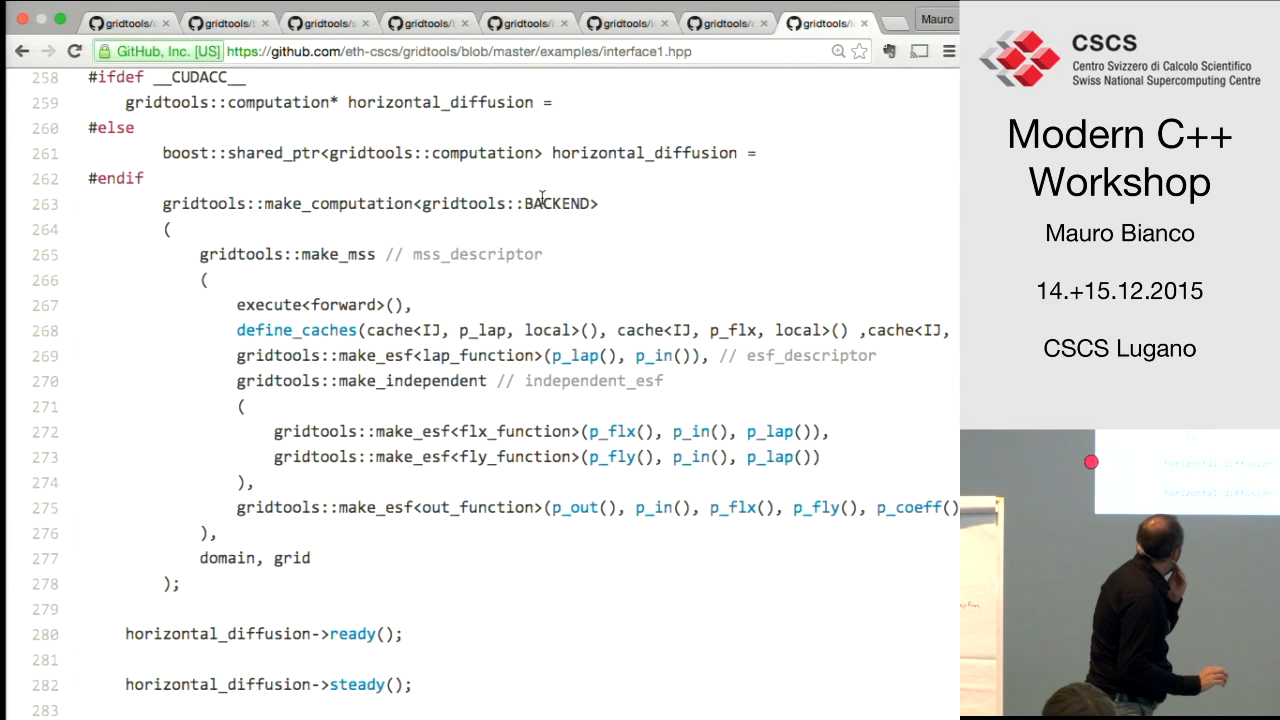 gridtools/
gridtools/
gridtools/
gridtools/
gridtools/
gridtools/
gridtools/
gridtools/
Mauro
GitHub, Inc. [US] https://github.com/eth-cscs/gridtools/blob/master/examples/interface1.hpp
258 #ifdef __CUDACC__
259 gridtools::computation* horizontal_diffusion =
260 #else
261 boost::shared_ptr<gridtools::computation> horizontal_diffusion =
262 #endif
263 gridtools::make_computation<gridtools::BACKEND>
264 (
265 gridtools::make_mss // mss_descriptor
266 (
267 execute<forward>(),
268 define_caches(cache<IJ, p_lap, local>(), cache<IJ, p_flx, local>() ,cache<IJ,
269 gridtools::make_esf<lap_function>(p_lap(), p_in()), // esf_descriptor
270 gridtools::make_independent // independent_esf
271 (
272 gridtools::make_esf<flx_function>(p_flx(), p_in(), p_lap()),
273 gridtools::make_esf<fly_function>(p_fly(), p_in(), p_lap())
274 ),
275 gridtools::make_esf<out_function>(p_out(), p_in(), p_flx(), p_fly(), p_coeff()
276 ),
277 domain, grid
278 );
279
280 horizontal_diffusion->ready();
281
282 horizontal_diffusion->steady();
283
CSCS
Centro Svizzero di Calcolo Scientifico
Swiss National Supercomputing Centre
Modern C++
Workshop
Mauro Bianco
14.+15.12.2015
CSCS Lugano
horizontal_diffusion
horizontal_diffusion